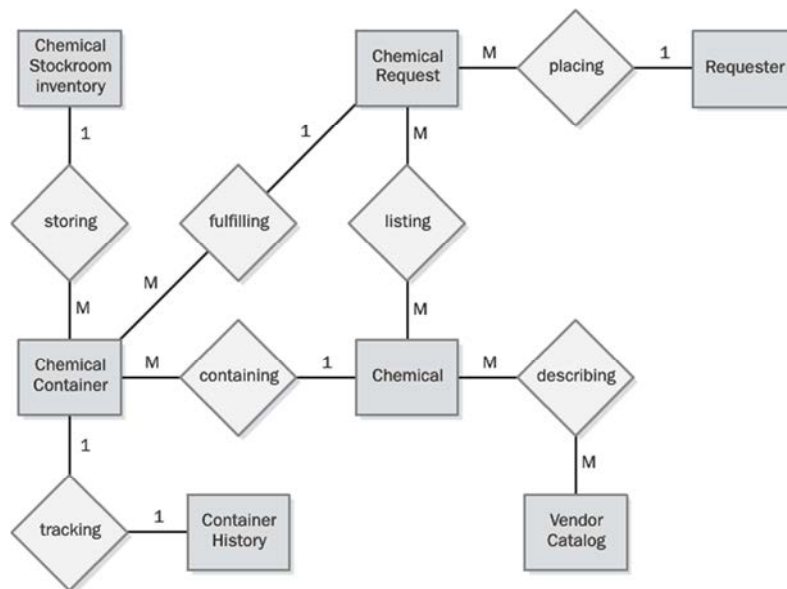 Chemical
Stockroom
inventory
Chemical
Request
M
placing
1
Requester
1
1
M
storing
fulfilling
listing
M
M
M
Chemical
Container
M
containing
1
Chemical
M
describing
1
M
tracking
1
Container
History
Vendor
Catalog